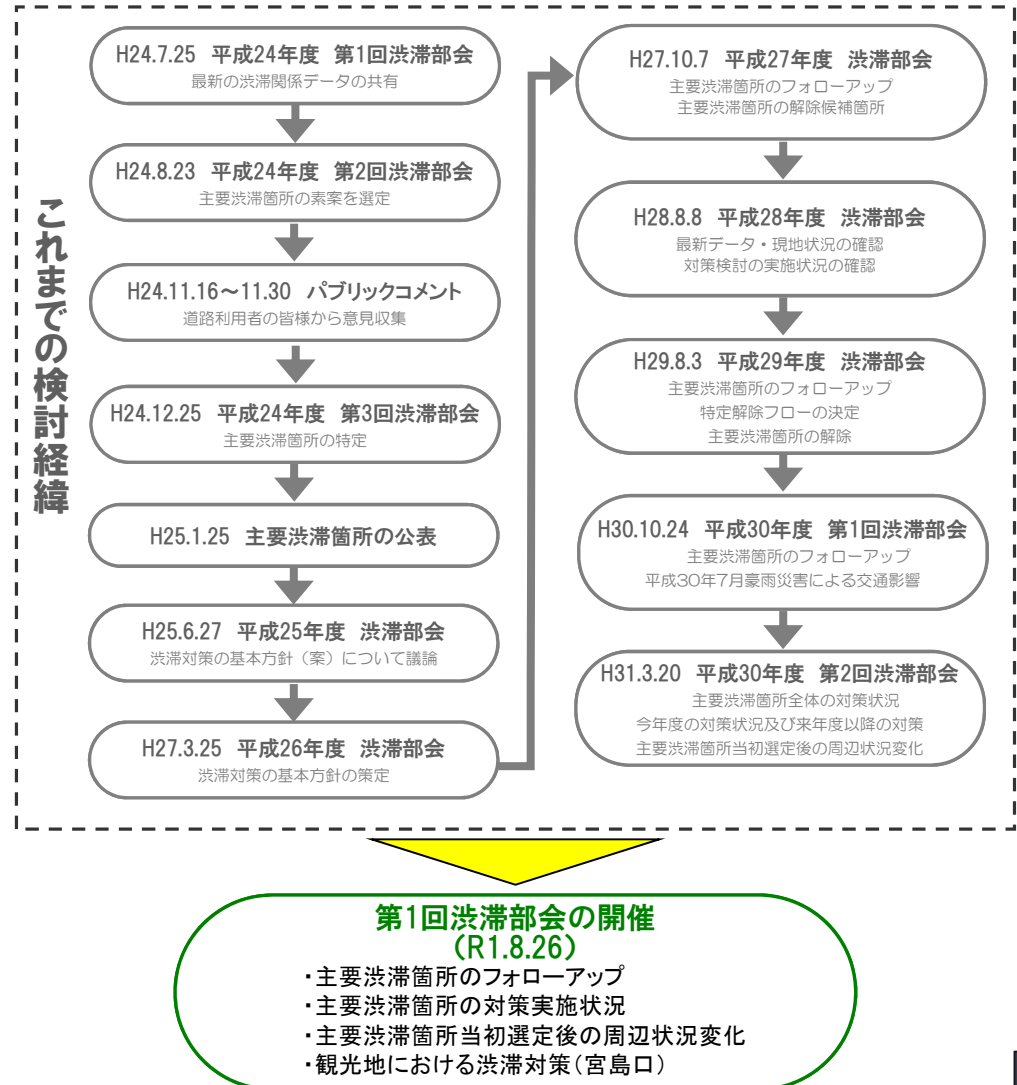 これまでの検討経緯
H24.7.25 平成24年度 第1回渋滞部会
最新の渋滞関係データの共有
H24.8.23 平成24年度 第2回渋滞部会
主要渋滞箇所の素案を選定
H24.11.16～11.30 パブリックコメント
道路利用者の皆様から意見収集
H24.12.25 平成24年度 第3回渋滞部会
主要渋滞箇所の特定
H25.1.25 主要渋滞箇所の公表
H25.6.27 平成25年度 渋滞部会
渋滞対策の基本方針（案）について議論
H27.3.25 平成26年度 渋滞部会
渋滞対策の基本方針の策定
H27.10.7 平成27年度 渋滞部会
主要渋滞箇所のフォローアップ
主要渋滞箇所の解除候補箇所
H28.8.8 平成28年度 渋滞部会
最新データ・現地状況の確認
対策検討の実施状況の確認
H29.8.3 平成29年度 渋滞部会
主要渋滞箇所のフォローアップ
特定解除フローの決定
主要渋滞箇所の解除
H30.10.24 平成30年度 第1回渋滞部会
主要渋滞箇所のフォローアップ
平成30年7月豪雨災害による交通影響
H31.3.20 平成30年度 第2回渋滞部会
主要渋滞箇所全体の対策状況
今年度の対策状況及び来年度以降の対策
主要渋滞箇所当初選定後の周辺状況変化
第1回渋滞部会の開催
（R1.8.26）
・主要渋滞箇所のフォローアップ
・主要渋滞箇所の対策実施状況
・主要渋滞箇所当初選定後の周辺状況変化
・観光地における渋滞対策（宮島口）